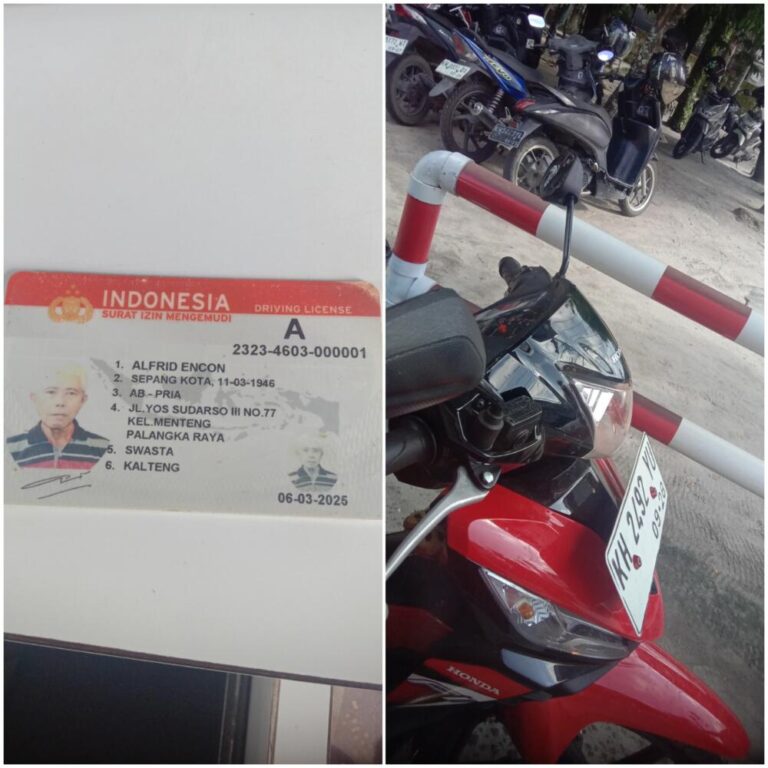 INDONESIA
SURAT IZIN MENGEMUDI
DRIVING LICENSE
A
2323-4603-000001
1. ALFRID ENCON
2. SEPANG KOTA, 11-03-1946
3. AB - PRIA
4. JL.YOS SUDARSO III NO.77
KEL.MENTENG
PALANGKA RAYA
5. SWASTA
6. KALTENG
06-03-2025
KH 2492 YU
HONDA